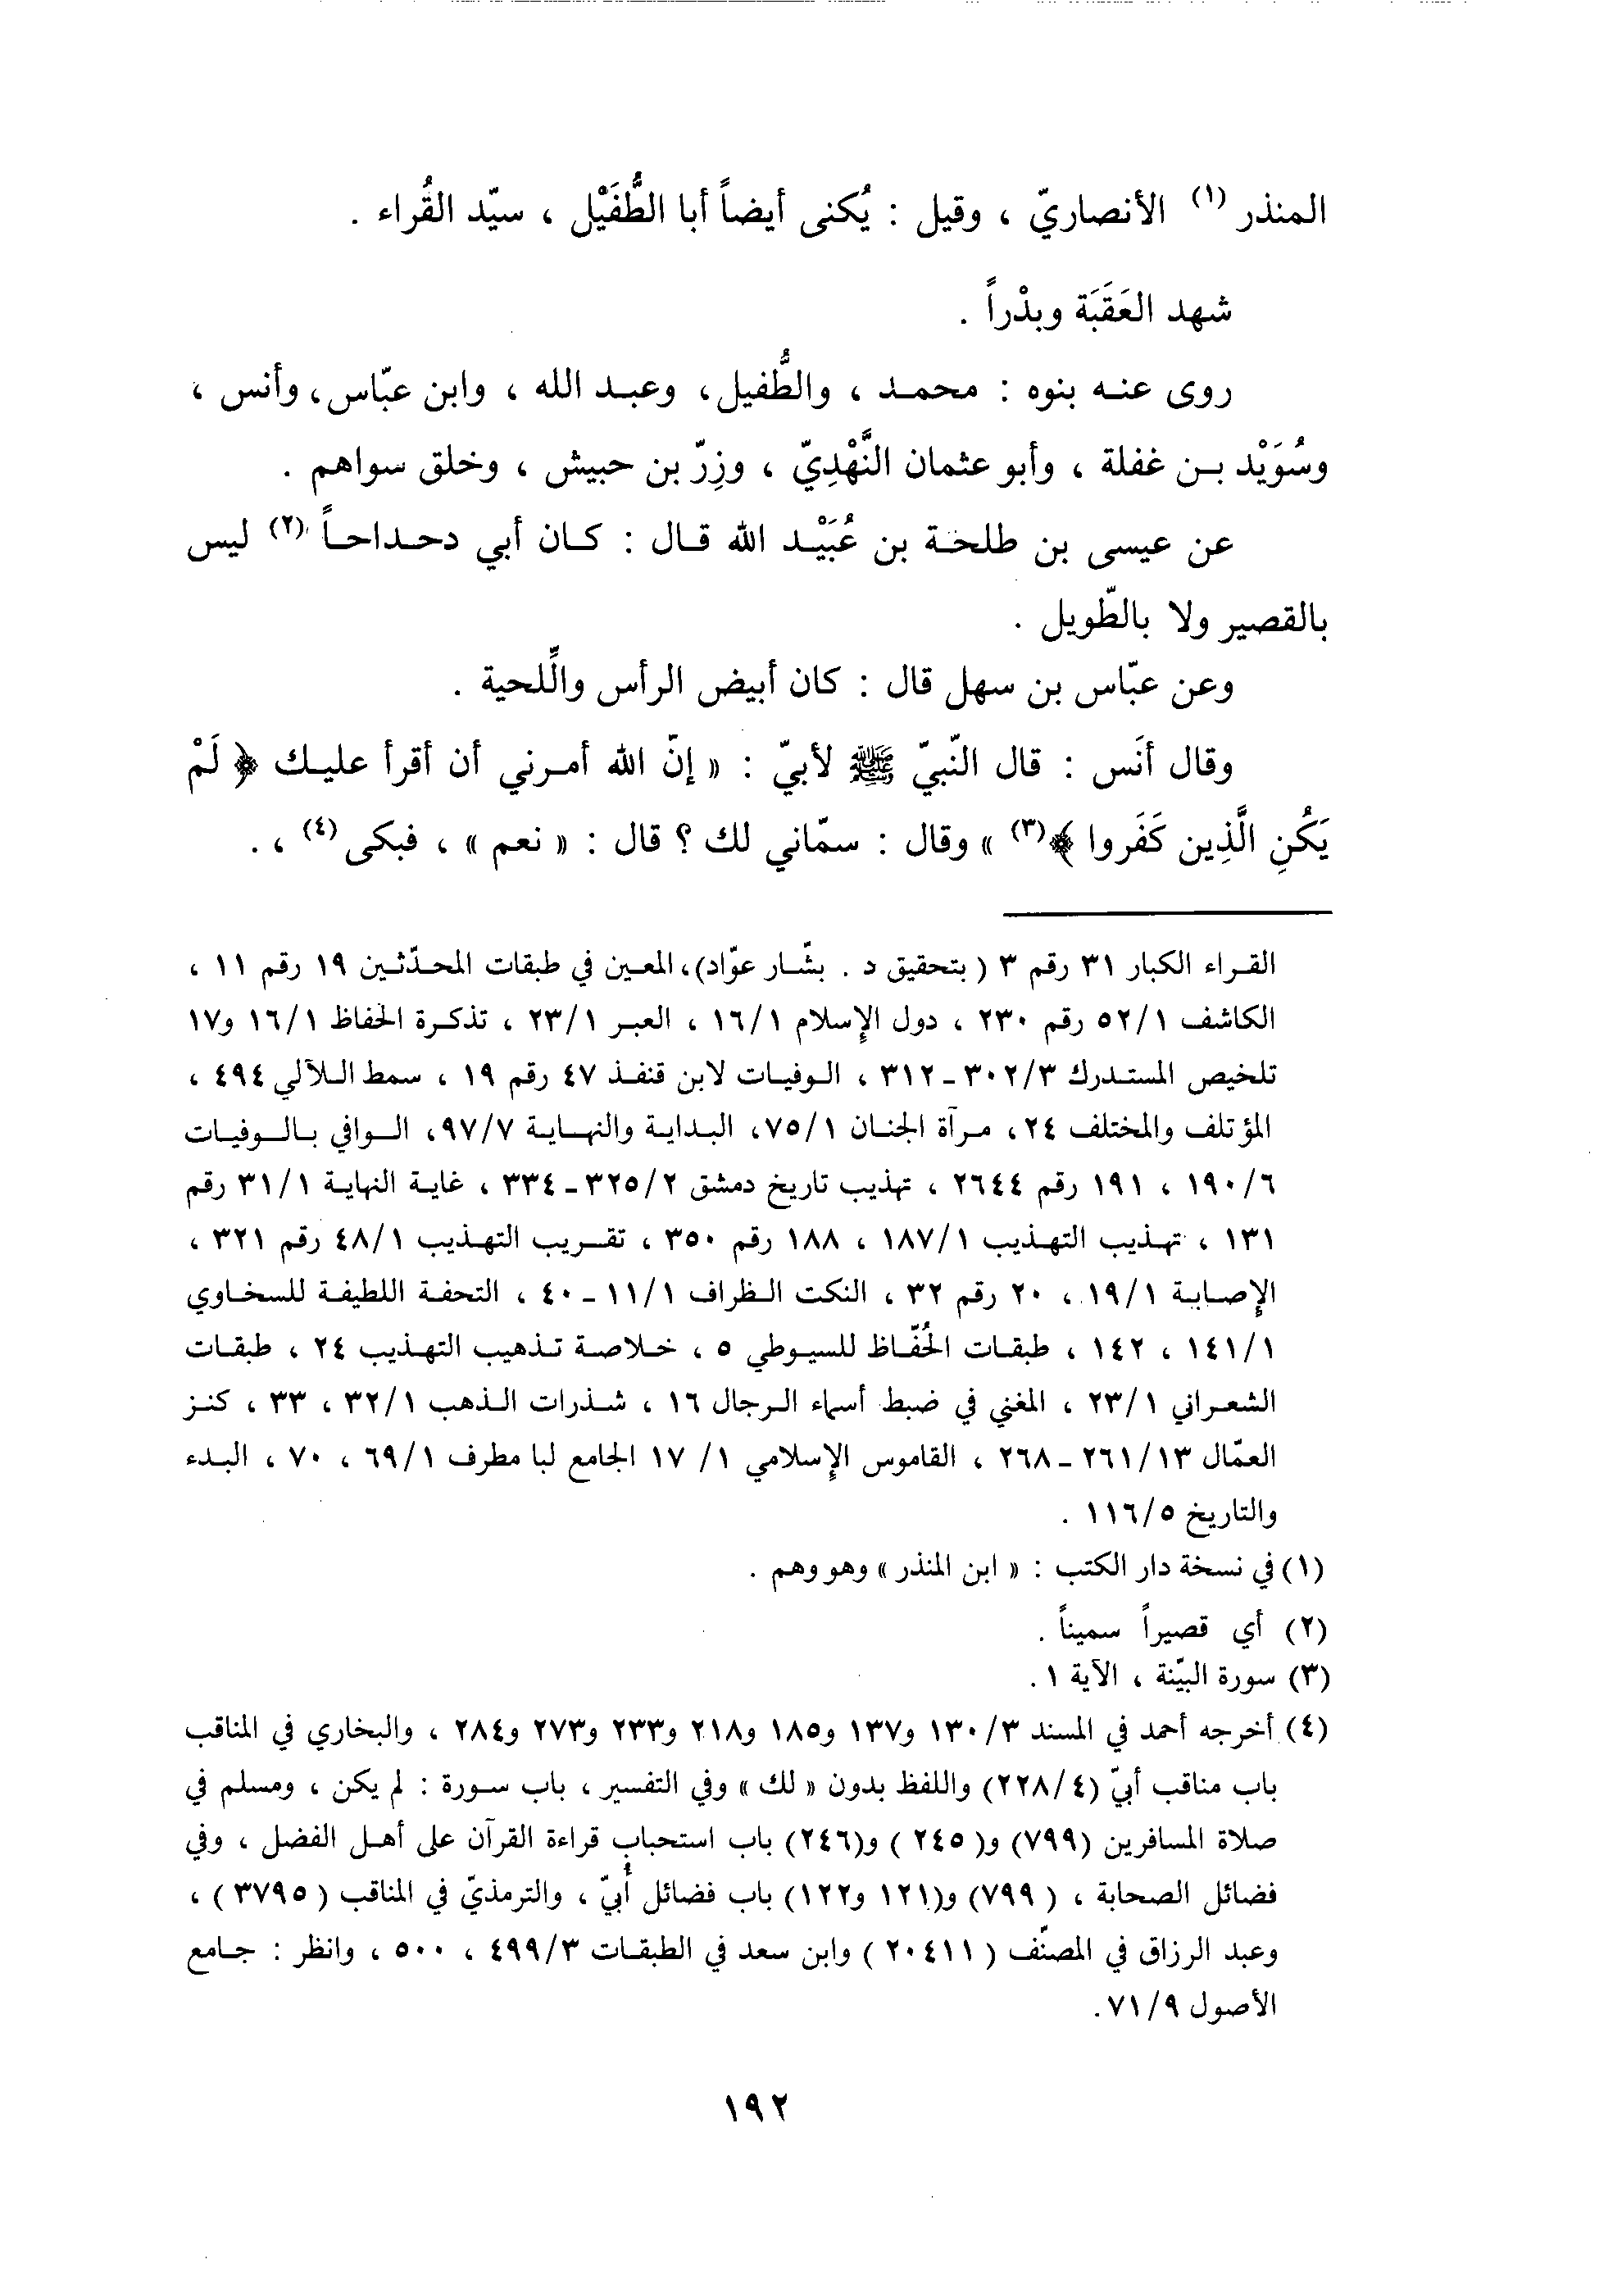 المنذر (١) الأنصاريّ ، وقيل : يُكنى أيضاً أبا الطُّفَيْل ، سيّد القُراء .
شهد العَقَبَة وبدْراً .
روى عنه بنوه : محمد ، والطُّفيل، وعبد الله ، وابن عبّاس، وأنس ،
وسُوَيْد بن غفلة ، وأبو عثمان النَّهْدِيّ ، وزِرّ بن حبيش ، وخلق سواهم .
عن عيسى بن طلحة بن عُبَيْد الله قال : كان أبي دحداحاً (٢) ليس
بالقصير ولا بالطّويل .
وعن عبّاس بن سهل قال : كان أبيض الرأس والّلحية .
وقال أنَس : قال النّبيّ ﷺ لأبيّ : « إنّ الله أمرني أن أقرأ عليك ﴿ لَمْ
يَكُنِ الَّذِين كَفَروا ﴾(٣) » وقال : سمّاني لك ؟ قال : « نعم » ، فبكى (٤) ، .
القراء الكبار ٣١ رقم ٣ ( بتحقيق د . بشّار عوّاد)، المعين في طبقات المحدّثين ١٩ رقم ١١ ،
الكاشف ٥٢/١ رقم ٢٣٠ ، دول الإسلام ١٦/١ ، العبر ٢٣/١ ، تذكرة الحفاظ ١٦/١ و١٧
تلخيص المستدرك ٣٠٢/٣ - ٣١٢ ، الوفيات لابن قنفذ ٤٧ رقم ١٩ ، سمط اللآلي ٤٩٤ ،
المؤتلف والمختلف ٢٤، مرآة الجنان ٧٥/١، البداية والنهاية ٩٧/٧، الوافي بالوفيات
١٩٠/٦ ، ١٩١ رقم ٢٦٤٤ ، تهذيب تاريخ دمشق ٣٢٥/٢ - ٣٣٤ ، غاية النهاية ٣١/١ رقم
١٣١ ، تهذيب التهذيب ١٨٧/١ ، ١٨٨ رقم ٣٥٠ ، تقريب التهذيب ٤٨/١ رقم ٣٢١ ،
الإصابة ١٩/١ ، ٢٠ رقم ٣٢ ، النكت الظراف ١١/١ - ٤٠ ، التحفة اللطيفة للسخاوي
١٤١/١ ، ١٤٢ ، طبقات الحُفّاظ للسيوطي ٥ ، خلاصة تذهيب التهذيب ٢٤ ، طبقات
الشعراني ٢٣/١ ، المغني في ضبط أسماء الرجال ١٦ ، شذرات الذهب ٣٢/١ ، ٣٣ ، كنز
العمّال ٢٦١/١٣ - ٢٦٨ ، القاموس الإسلامي ١/ ١٧ الجامع لبا مطرف ٦٩/١ ، ٧٠ ، البدء
والتاريخ ١١٦/٥ .
(١) في نسخة دار الكتب : « ابن المنذر » وهو وهم .
(٢) أي قصيراً سميناً .
(٣) سورة البيّنة ، الآية ١ .
(٤) أخرجه أحمد في المسند ١٣٠/٣ و١٣٧ و١٨٥ و٢١٨ و٢٣٣ و٢٧٣ و٢٨٤ ، والبخاري في المناقب
باب مناقب أبيّ (٢٢٨/٤) واللفظ بدون « لك » وفي التفسير ، باب سورة : لم يكن ، ومسلم في
صلاة المسافرين (٧٩٩) و( ٢٤٥ ) و(٢٤٦) باب استحباب قراءة القرآن على أهل الفضل ، وفي
فضائل الصحابة ، ( ٧٩٩) و(١٢١ و١٢٢) باب فضائل أُبيّ ، والترمذيّ في المناقب ( ٣٧٩٥ ) ،
وعبد الرزاق في المصنّف ( ٢٠٤١١ ) وابن سعد في الطبقات ٤٩٩/٣ ، ٥٠٠ ، وانظر : جامع
الأصول ٧١/٩ .
١٩٢